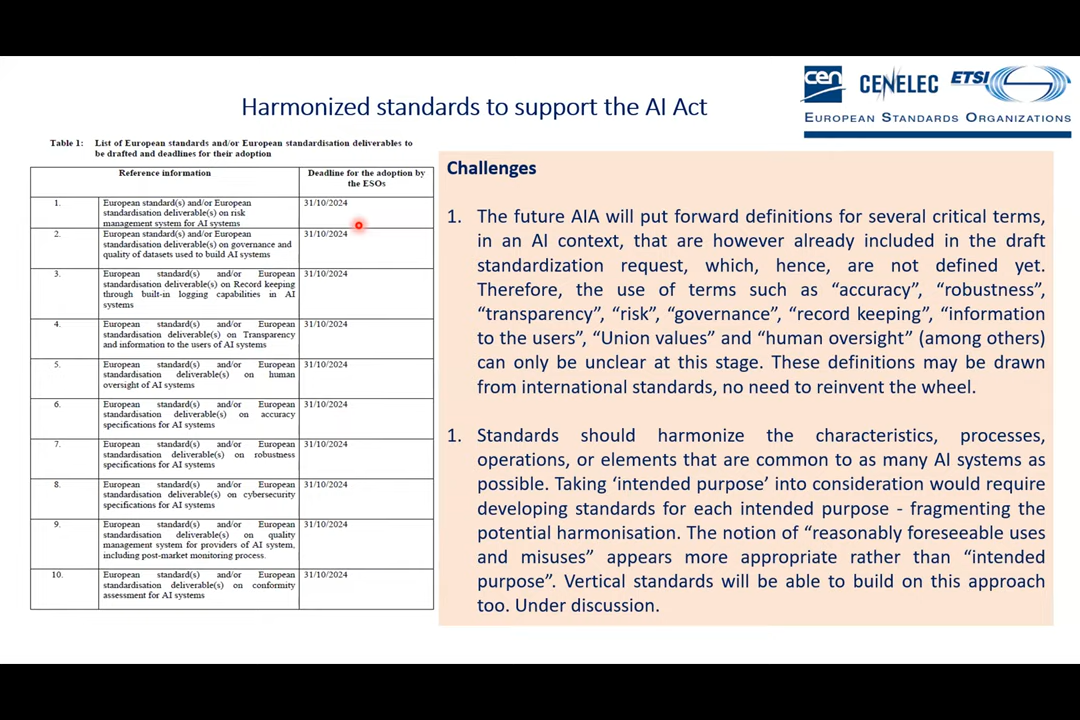 cen
CENELEC
ETSI
EUROPEAN STANDARDS ORGANIZATIONS
Harmonized standards to support the AI Act
Table 1: List of European standards and/or European standardisation deliverables to
be drafted and deadlines for their adoption
Reference information
Deadline for the adoption by
the ESOs
1. European standard(s) and/or European 31/10/2024
standardisation deliverable(s) on risk
management system for AI systems
2. European standard(s) and/or European 31/10/2024
standardisation deliverable(s) on governance and
quality of datasets used to build AI systems
3. European standard(s) and/or European 31/10/2024
standardisation deliverable(s) on Record keeping
through built-in logging capabilities in AI
systems
4. European standard(s) and/or European 31/10/2024
standardisation deliverable(s) on Transparency
and information to the users of AI systems
5. European standard(s) and/or European 31/10/2024
standardisation deliverable(s) on human
oversight of AI systems
6. European standard(s) and/or European 31/10/2024
standardisation deliverable(s) on accuracy
specifications for AI systems
7. European standard(s) and/or European 31/10/2024
standardisation deliverable(s) on robustness
specifications for AI systems
8. European standard(s) and/or European 31/10/2024
standardisation deliverable(s) on cybersecurity
specifications for AI systems
9. European standard(s) and/or European 31/10/2024
standardisation deliverable(s) on quality
management system for providers of AI system,
including post-market monitoring process.
10. European standard(s) and/or European 31/10/2024
standardisation deliverable(s) on conformity
assessment for AI systems
Challenges
1. The future AIA will put forward definitions for several critical terms,
in an AI context, that are however already included in the draft
standardization request, which, hence, are not defined yet.
Therefore, the use of terms such as “accuracy”, “robustness”,
“transparency”, “risk”, “governance”, “record keeping”, “information
to the users”, “Union values” and “human oversight” (among others)
can only be unclear at this stage. These definitions may be drawn
from international standards, no need to reinvent the wheel.
1. Standards should harmonize the characteristics, processes,
operations, or elements that are common to as many AI systems as
possible. Taking ‘intended purpose’ into consideration would require
developing standards for each intended purpose - fragmenting the
potential harmonisation. The notion of “reasonably foreseeable uses
and misuses” appears more appropriate rather than “intended
purpose”. Vertical standards will be able to build on this approach
too. Under discussion.